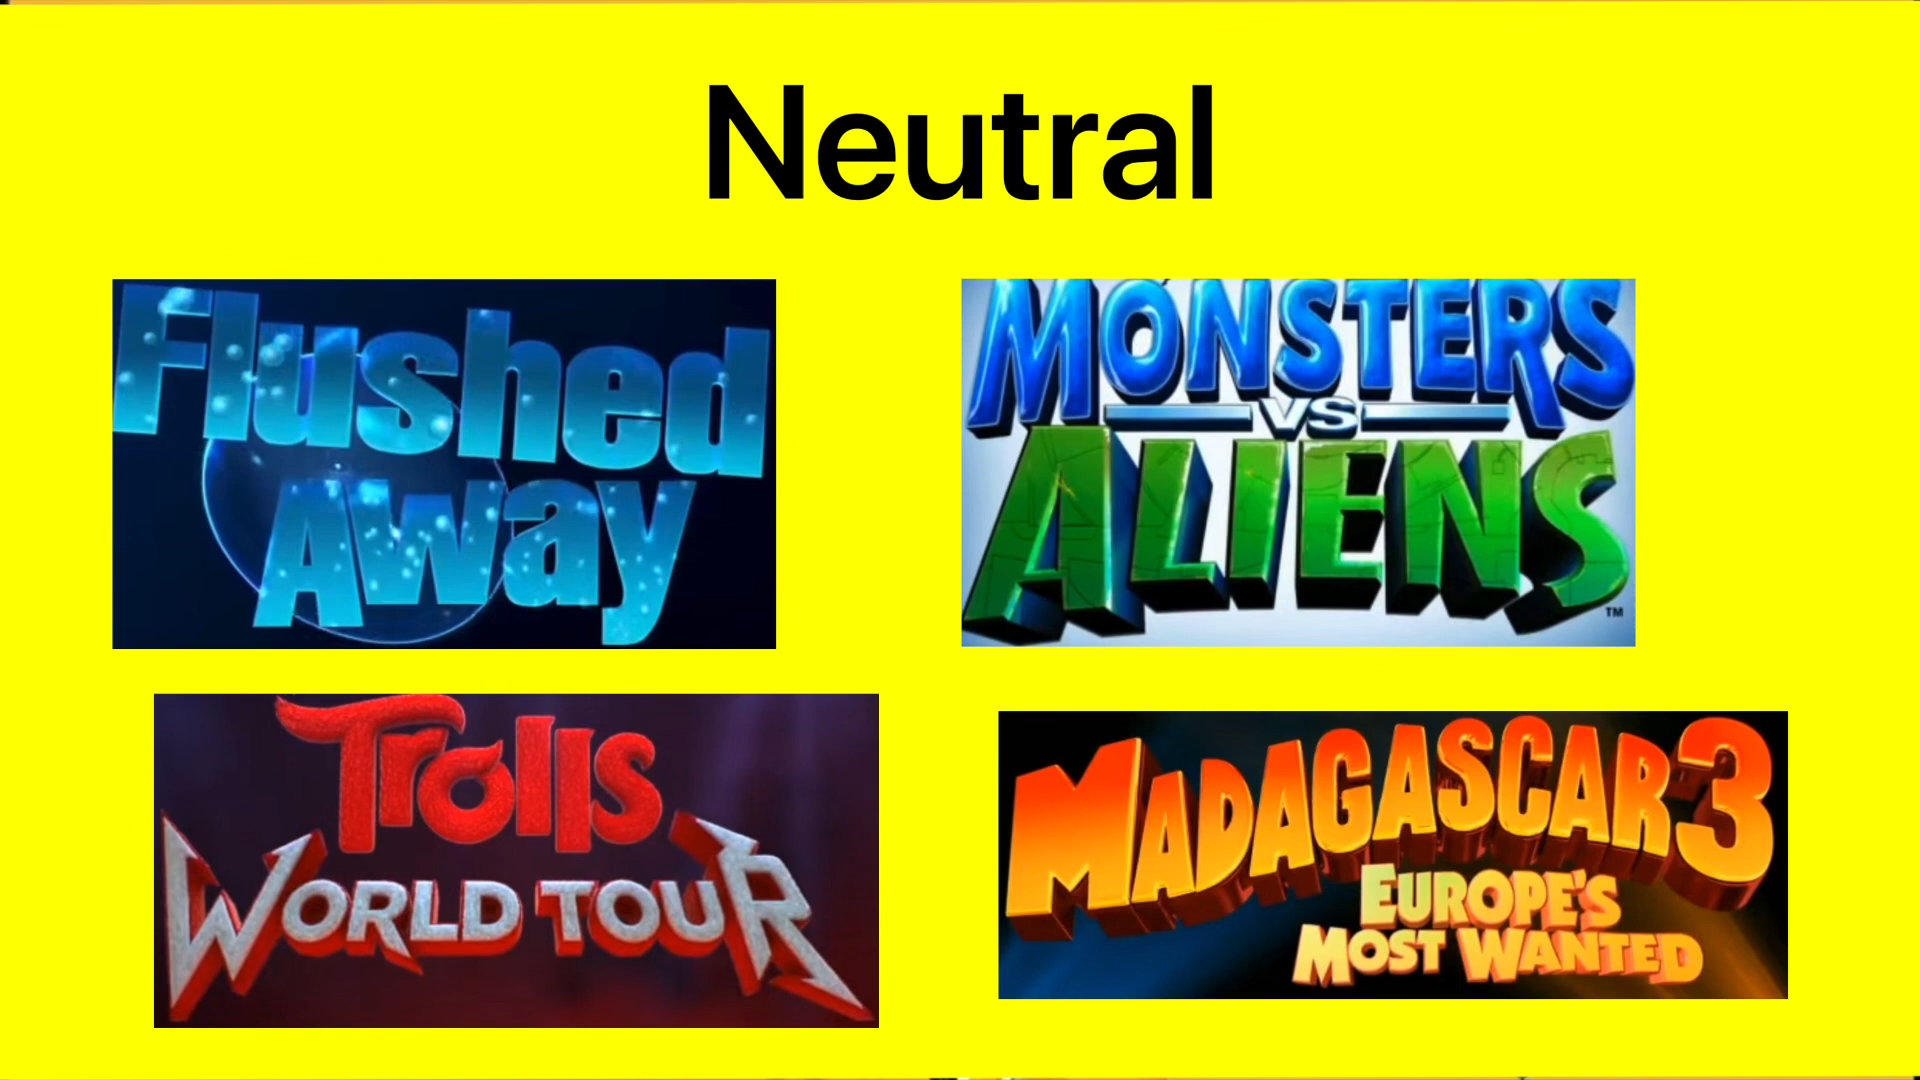 Neutral
Flushed
Away
MONSTERS
VS
ALIENS
TM
Trolls
WORLD TOUR
MADAGASCAR 3
EUROPE'S
MOST WANTED